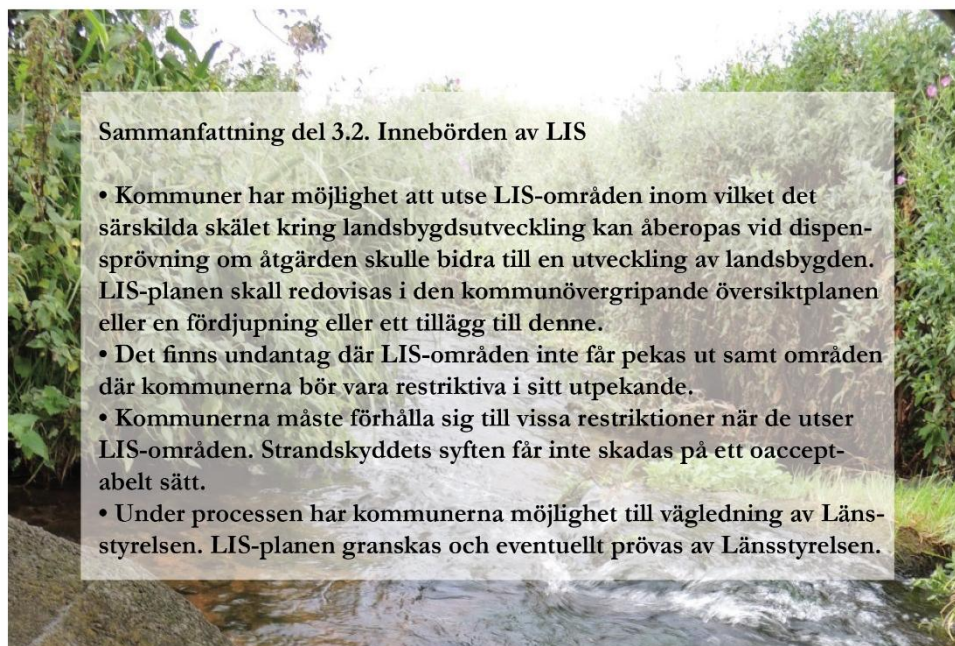 Sammanfattning del 3.2. Innebörden av LIS
• Kommuner har möjlighet att utse LIS-områden inom vilket det
särskilda skälet kring landsbygdsutveckling kan åberopas vid dispen-
sprövning om åtgärden skulle bidra till en utveckling av landsbygden.
LIS-planen skall redovisas i den kommunövergripande översiktplanen
eller en fördjupning eller ett tillägg till denne.
• Det finns undantag där LIS-områden inte får pekas ut samt områden
där kommunerna bör vara restriktiva i sitt utpekande.
• Kommunerna måste förhålla sig till vissa restriktioner när de utser
LIS-områden. Strandskyddets syften får inte skadas på ett oaccept-
abelt sätt.
• Under processen har kommunerna möjlighet till vägledning av Läns-
styrelsen. LIS-planen granskas och eventuellt prövas av Länsstyrelsen.